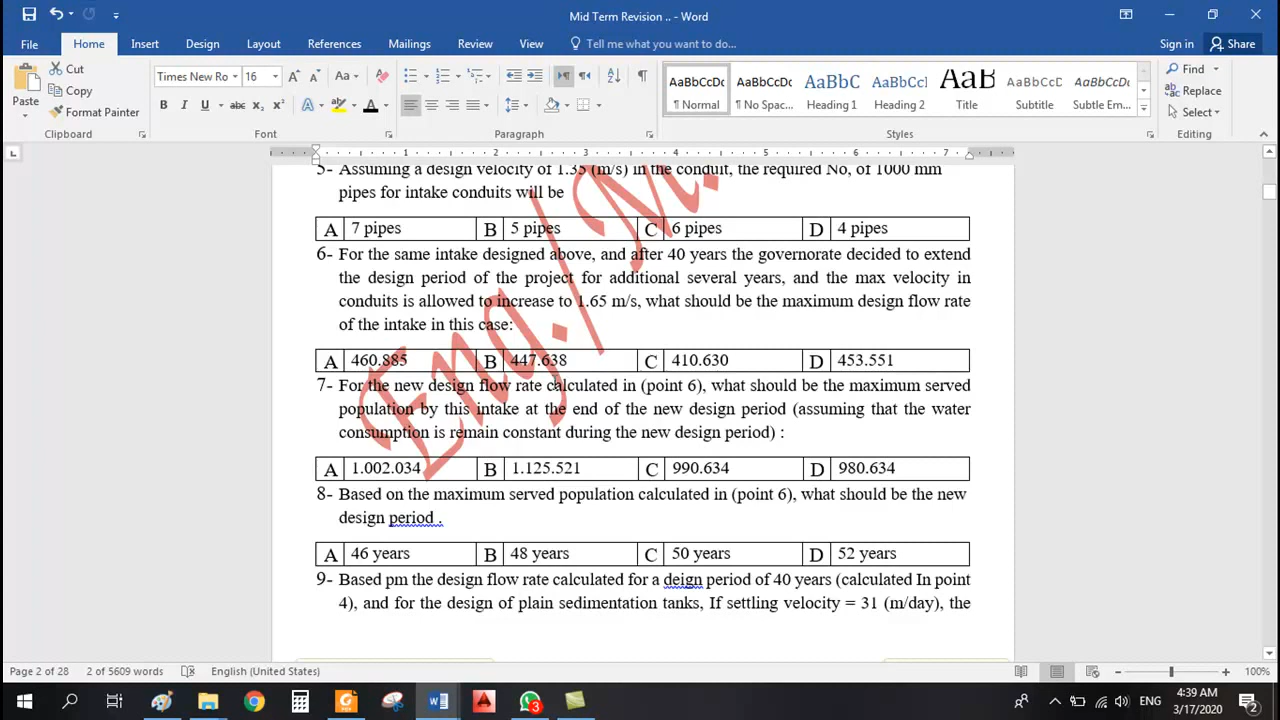 Mid Term Revision .. - Word
File Home Insert Design Layout References Mailings Review View Tell me what you want to do... Sign in Share
Paste
Cut
Copy
Format Painter
Clipboard
Times New Ro 16
Font
Paragraph
AaBbCcDc AaBbCcDc AaBbC AaBbCc AaB AaBbCcD AaBbCcDc
¶ Normal ¶ No Spac... Heading 1 Heading 2 Title Subtitle Subtle Em...
Styles
Find
Replace
Select
Editing
1 2 3 4 5 6 7
5- Assuming a design velocity of 1.35 (m/s) in the conduit, the required No, of 1000 mm
pipes for intake conduits will be
A 7 pipes B 5 pipes C 6 pipes D 4 pipes
6- For the same intake designed above, and after 40 years the governorate decided to extend
the design period of the project for additional several years, and the max velocity in
conduits is allowed to increase to 1.65 m/s, what should be the maximum design flow rate
of the intake in this case:
A 460.885 B 447.638 C 410.630 D 453.551
7- For the new design flow rate calculated in (point 6), what should be the maximum served
population by this intake at the end of the new design period (assuming that the water
consumption is remain constant during the new design period) :
A 1.002.034 B 1.125.521 C 990.634 D 980.634
8- Based on the maximum served population calculated in (point 6), what should be the new
design period .
A 46 years B 48 years C 50 years D 52 years
9- Based pm the design flow rate calculated for a deign period of 40 years (calculated In point
4), and for the design of plain sedimentation tanks, If settling velocity = 31 (m/day), the
Eng./M.
Page 2 of 28 2 of 5609 words English (United States) 100%
3
ENG
4:39 AM
3/17/2020
2